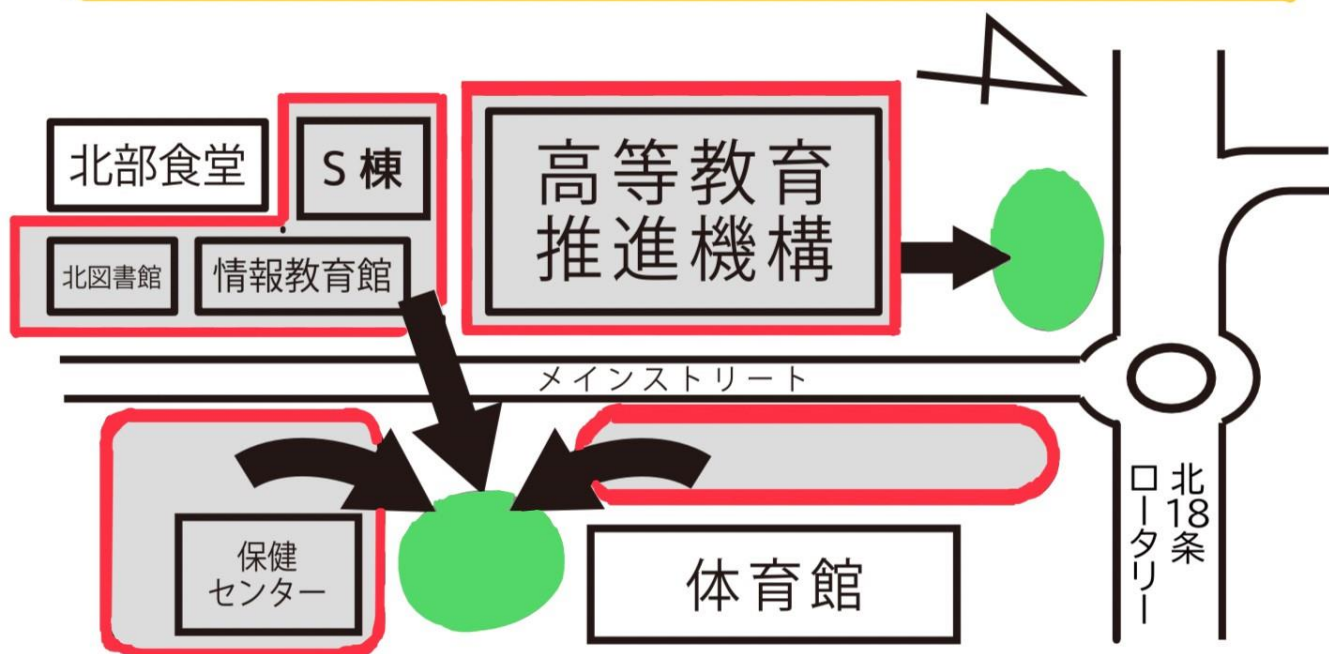 北部食堂
S棟
高等教育
推進機構
北図書館
情報教育館
メインストリート
保健
センター
体育館
北18条
ロータリー